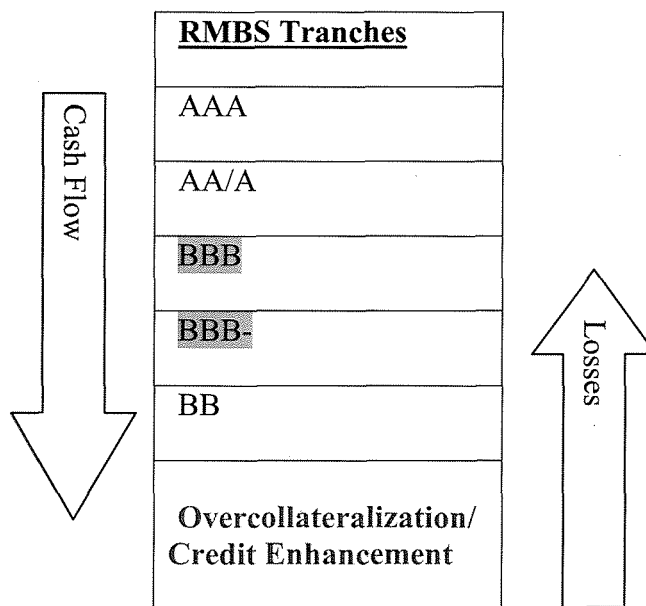 RMBS Tranches
AAA
Cash Flow
AA/A
BBB
BBB-
Losses
BB
Overcollateralization/
Credit Enhancement